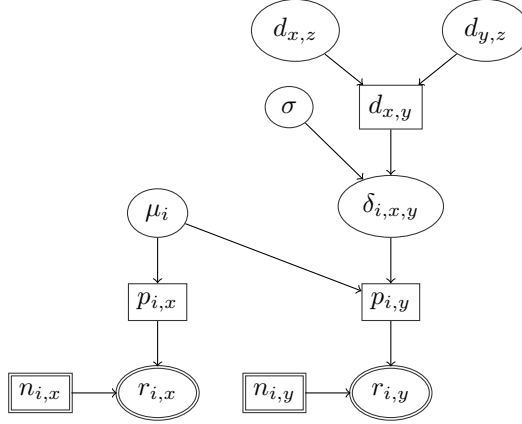 d_{x,z} d_{y,z}
σ d_{x,y}
μ_i δ_{i,x,y}
p_{i,x} p_{i,y}
n_{i,x} r_{i,x} n_{i,y} r_{i,y}